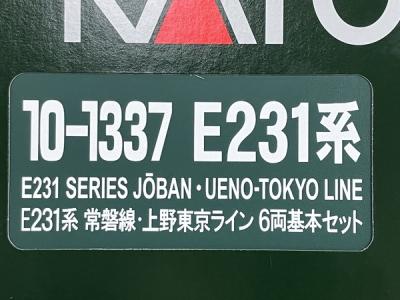 KATO
10-1337 E231系
E231 SERIES JŌBAN・UENO-TOKYO LINE
E231系 常磐線・上野東京ライン 6両基本セット